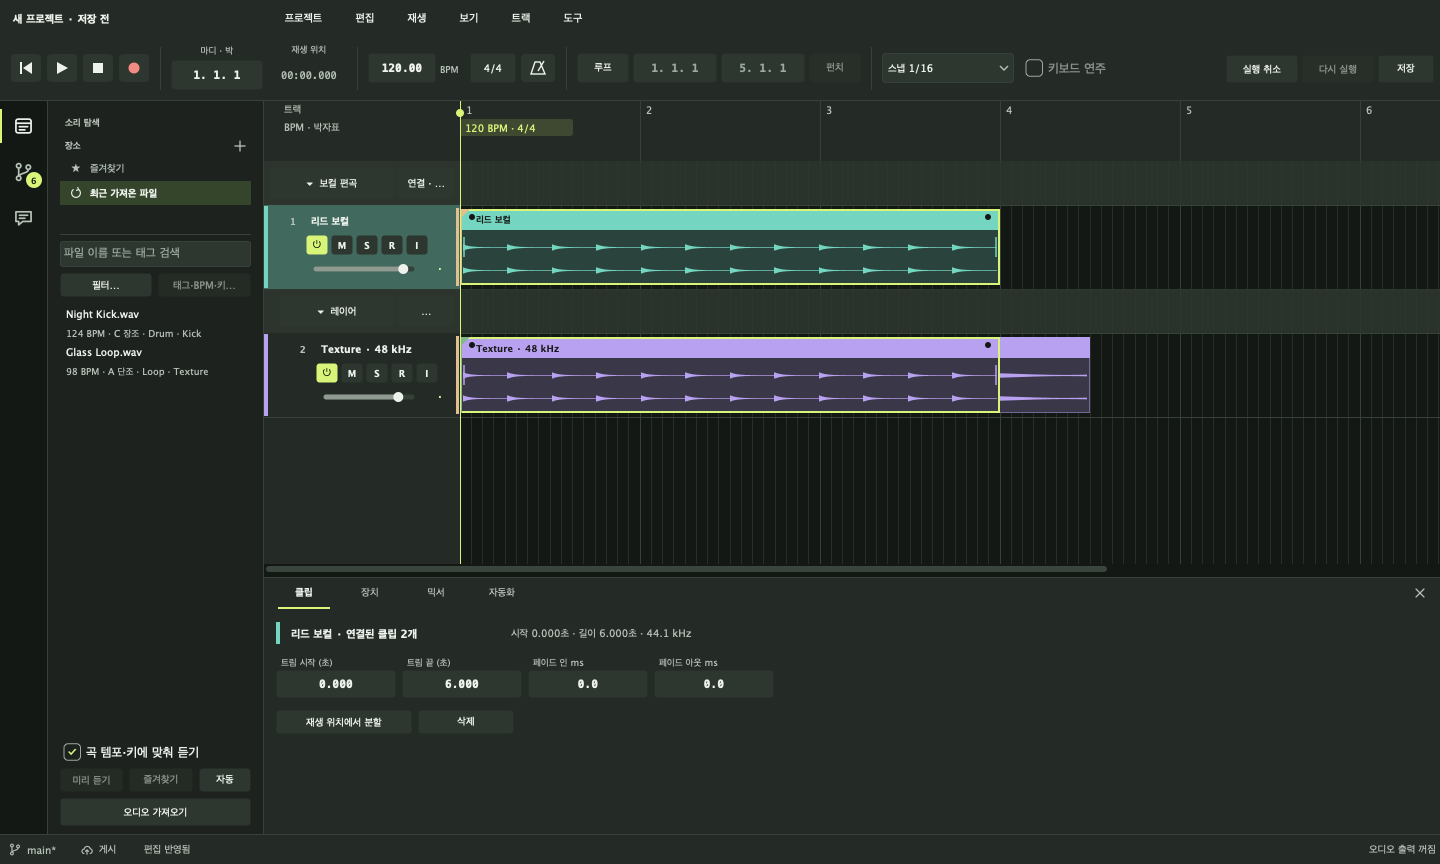 새 프로젝트 · 저장 전
프로젝트 편집 재생 보기 트랙 도구
마디 · 박
1. 1. 1
재생 위치
00:00.000
120.00 BPM 4/4
루프 1. 1. 1 5. 1. 1 펀치
스냅 1/16
키보드 연주
실행 취소 다시 실행 저장
6
소리 탐색
장소
즐겨찾기
최근 가져온 파일
파일 이름 또는 태그 검색
필터... 태그·BPM·키...
Night Kick.wav
124 BPM · C 장조 · Drum · Kick
Glass Loop.wav
98 BPM · A 단조 · Loop · Texture
곡 템포·키에 맞춰 듣기
미리 듣기 즐겨찾기 자동
오디오 가져오기
트랙
BPM · 박자표
1 2 3 4 5 6
120 BPM · 4/4
보컬 편곡 연결 · ...
1 리드 보컬
M S R I
리드 보컬
레이어 ...
2 Texture · 48 kHz
M S R I
Texture · 48 kHz
클립 장치 믹서 자동화
리드 보컬 · 연결된 클립 2개
시작 0.000초 · 길이 6.000초 · 44.1 kHz
트림 시작 (초) 트림 끝 (초) 페이드 인 ms 페이드 아웃 ms
0.000 6.000 0.0 0.0
재생 위치에서 분할 삭제
main* 게시 편집 반영됨
오디오 출력 꺼짐